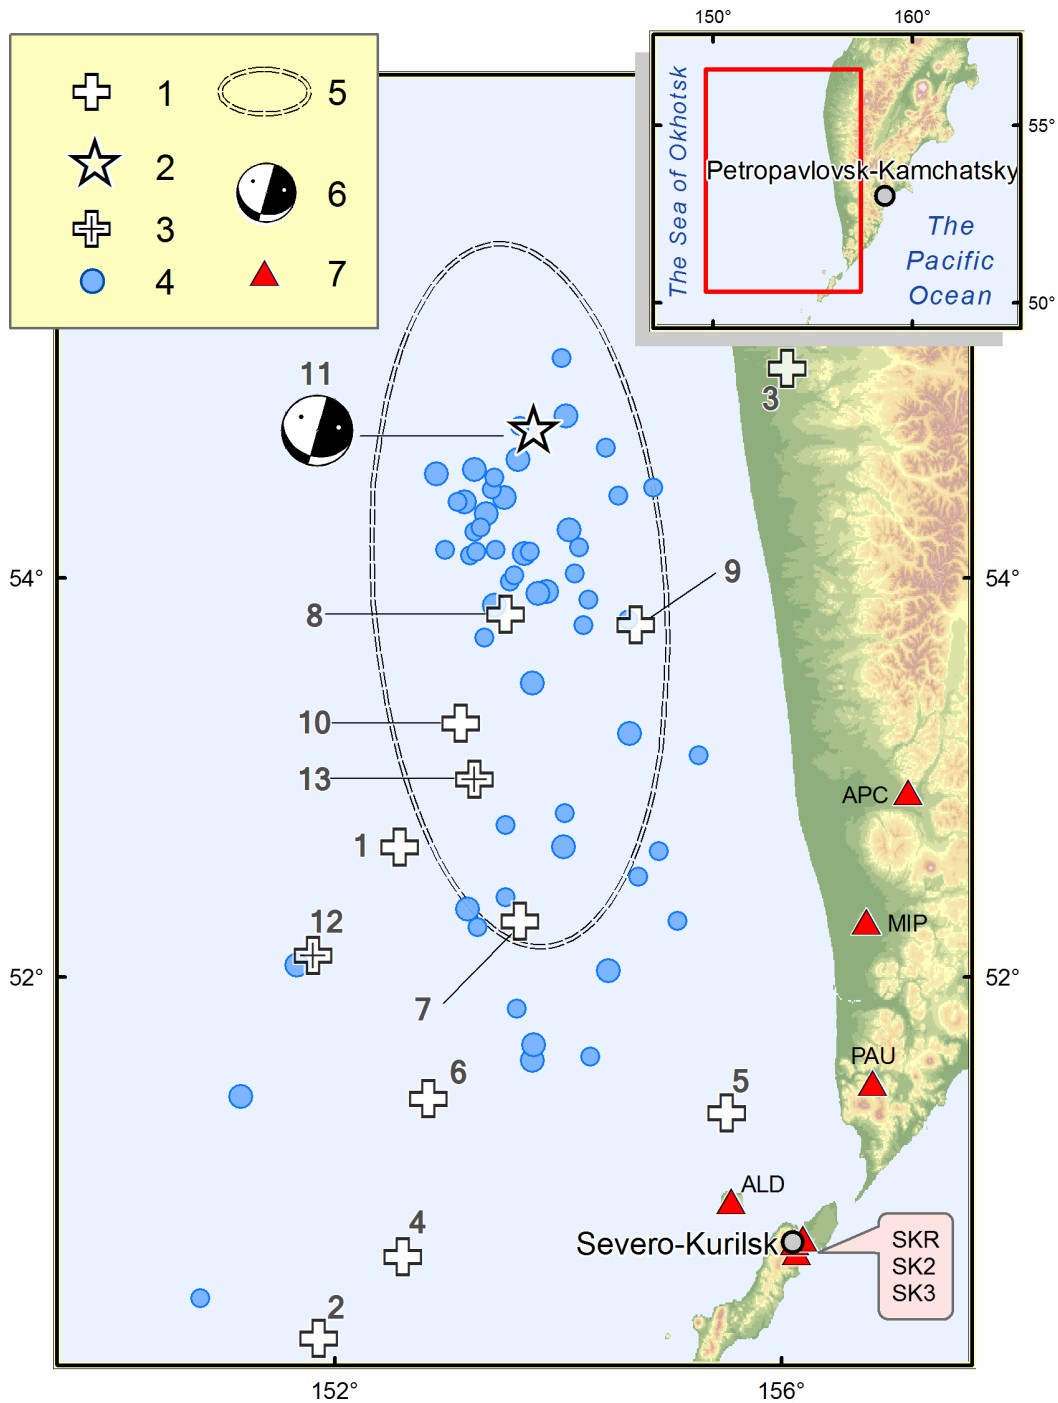 150°
160°
1
5
2
6
3
4
7
The Sea of Okhotsk
55°
Petropavlovsk-Kamchatsky
The
Pacific
Ocean
50°
11
3
54°
54°
9
8
10
13
APC
1
MIP
12
52°
52°
7
PAU
6
5
ALD
4
Severo-Kurilsk
SKR
SK2
SK3
2
152°
156°